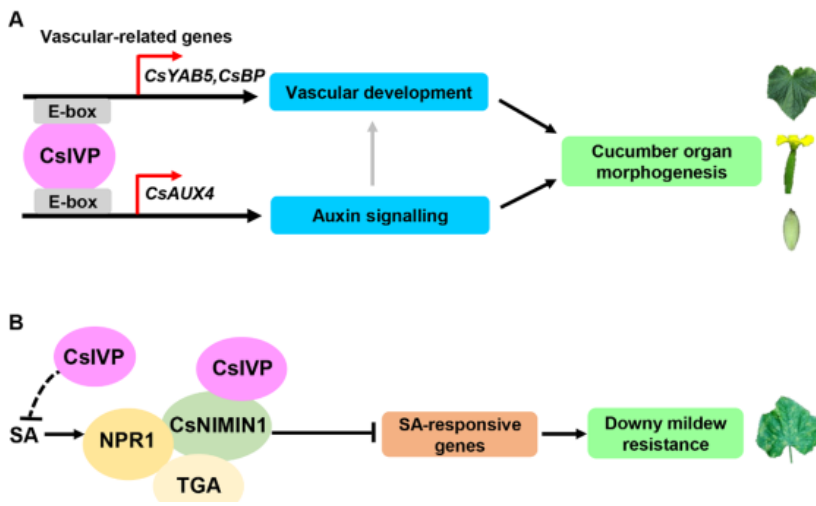 A
Vascular-related genes
CsYAB5,CsBP
E-box
CsIVP
E-box
CsAUX4
Vascular development
Auxin signalling
Cucumber organ
morphogenesis
B
CsIVP
SA
NPR1
CsIVP
CsNIMIN1
TGA
SA-responsive
genes
Downy mildew
resistance